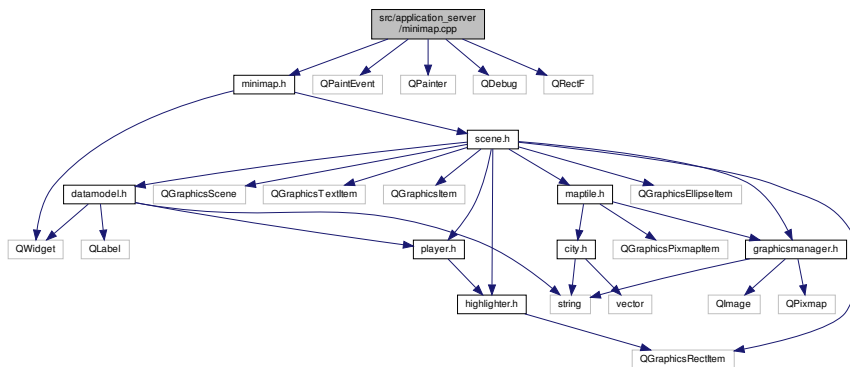 src/application_server
/minimap.cpp
minimap.h
QPaintEvent
QPainter
QDebug
QRectF
scene.h
datamodel.h
QGraphicsScene
QGraphicsTextItem
QGraphicsItem
maptile.h
QGraphicsEllipseItem
QWidget
QLabel
player.h
city.h
QGraphicsPixmapItem
graphicsmanager.h
highlighter.h
string
vector
QImage
QPixmap
QGraphicsRectItem